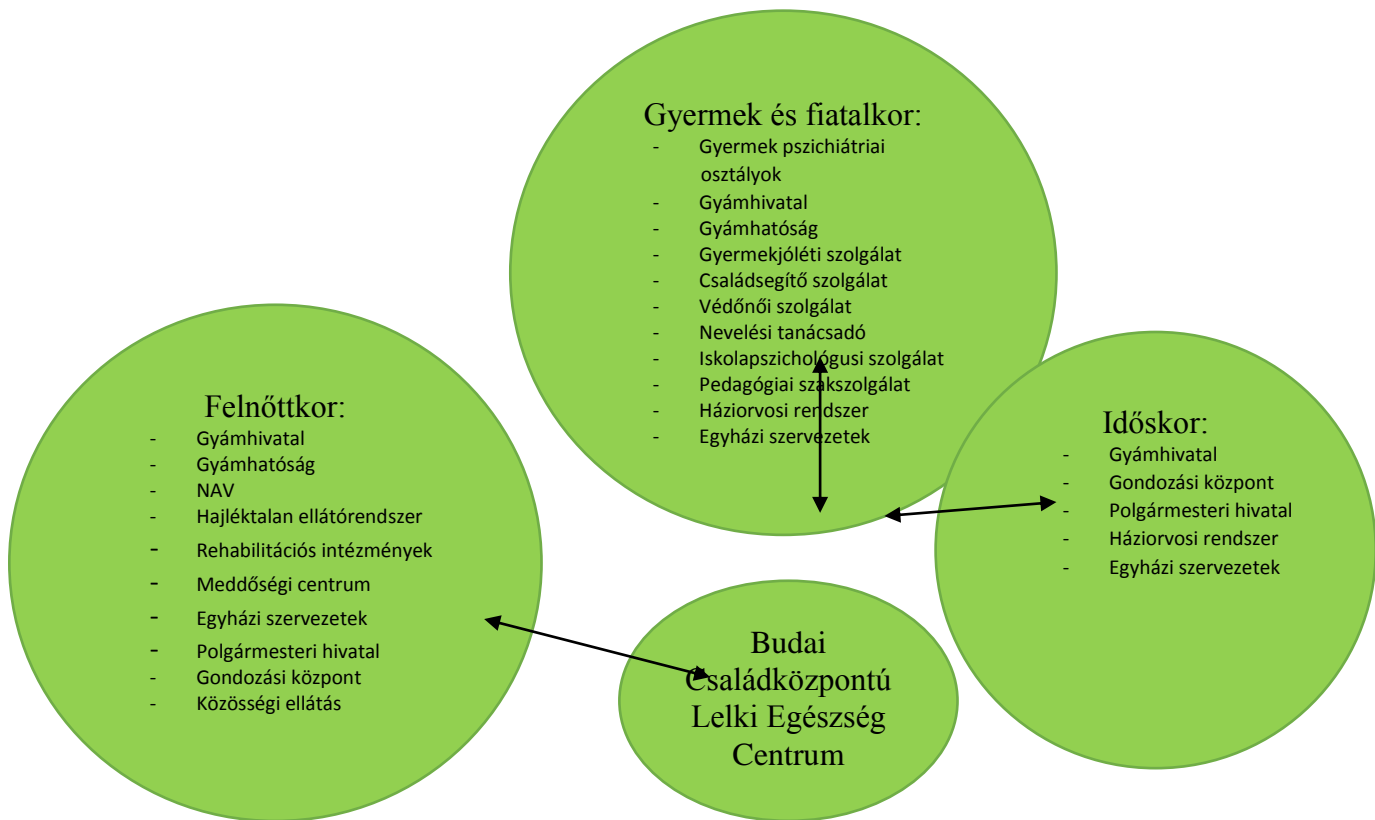 Gyermek és fiatalkor:
- Gyermek pszichiátriai
osztályok
- Gyámhivatal
- Gyámhatóság
- Gyermekjóléti szolgálat
- Családsegítő szolgálat
- Védőnői szolgálat
- Nevelési tanácsadó
- Iskolapszichológusi szolgálat
- Pedagógiai szakszolgálat
- Háziorvosi rendszer
- Egyházi szervezetek
Felnőttkor:
- Gyámhivatal
- Gyámhatóság
- NAV
- Hajléktalan ellátórendszer
- Rehabilitációs intézmények
- Meddőségi centrum
- Egyházi szervezetek
- Polgármesteri hivatal
- Gondozási központ
- Közösségi ellátás
Időskor:
- Gyámhivatal
- Gondozási központ
- Polgármesteri hivatal
- Háziorvosi rendszer
- Egyházi szervezetek
Budai
Családközpontú
Lelki Egészség
Centrum